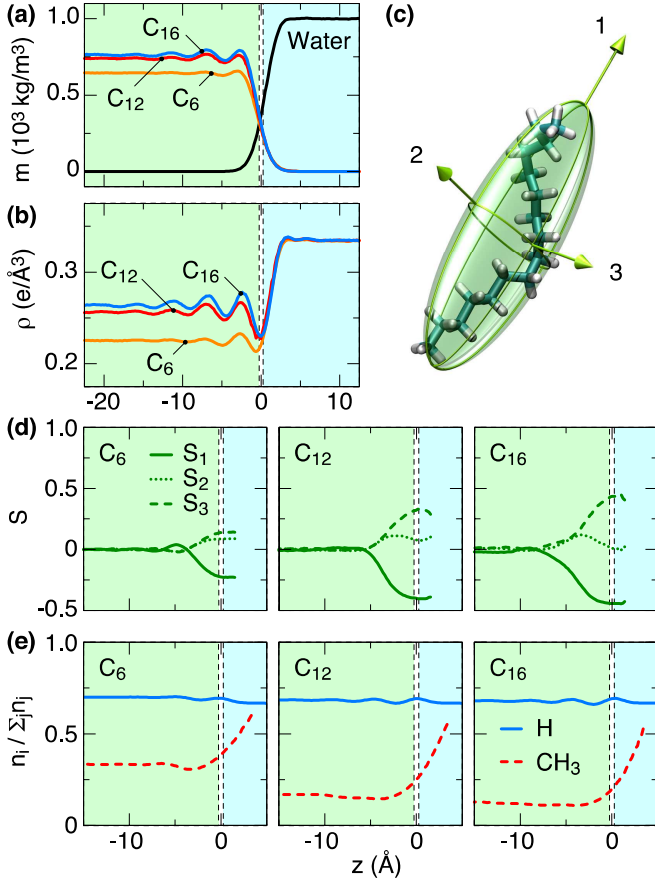 (a)
1.0
0.5
0
m (10³ kg/m³)
C₁₆
C₁₂
C₆
Water
(b)
0.3
0.2
ρ (e/Å³)
C₁₂
C₁₆
C₆
-20
-10
0
10
(c)
1
2
3
(d)
1.0
0.5
0
-0.5
S
C₆
S₁
S₂
S₃
C₁₂
C₁₆
(e)
1.0
0.5
0
nᵢ / Σⱼnⱼ
C₆
C₁₂
C₁₆
H
CH₃
-10
-5
0
-10
-5
0
-10
-5
0
z (Å)